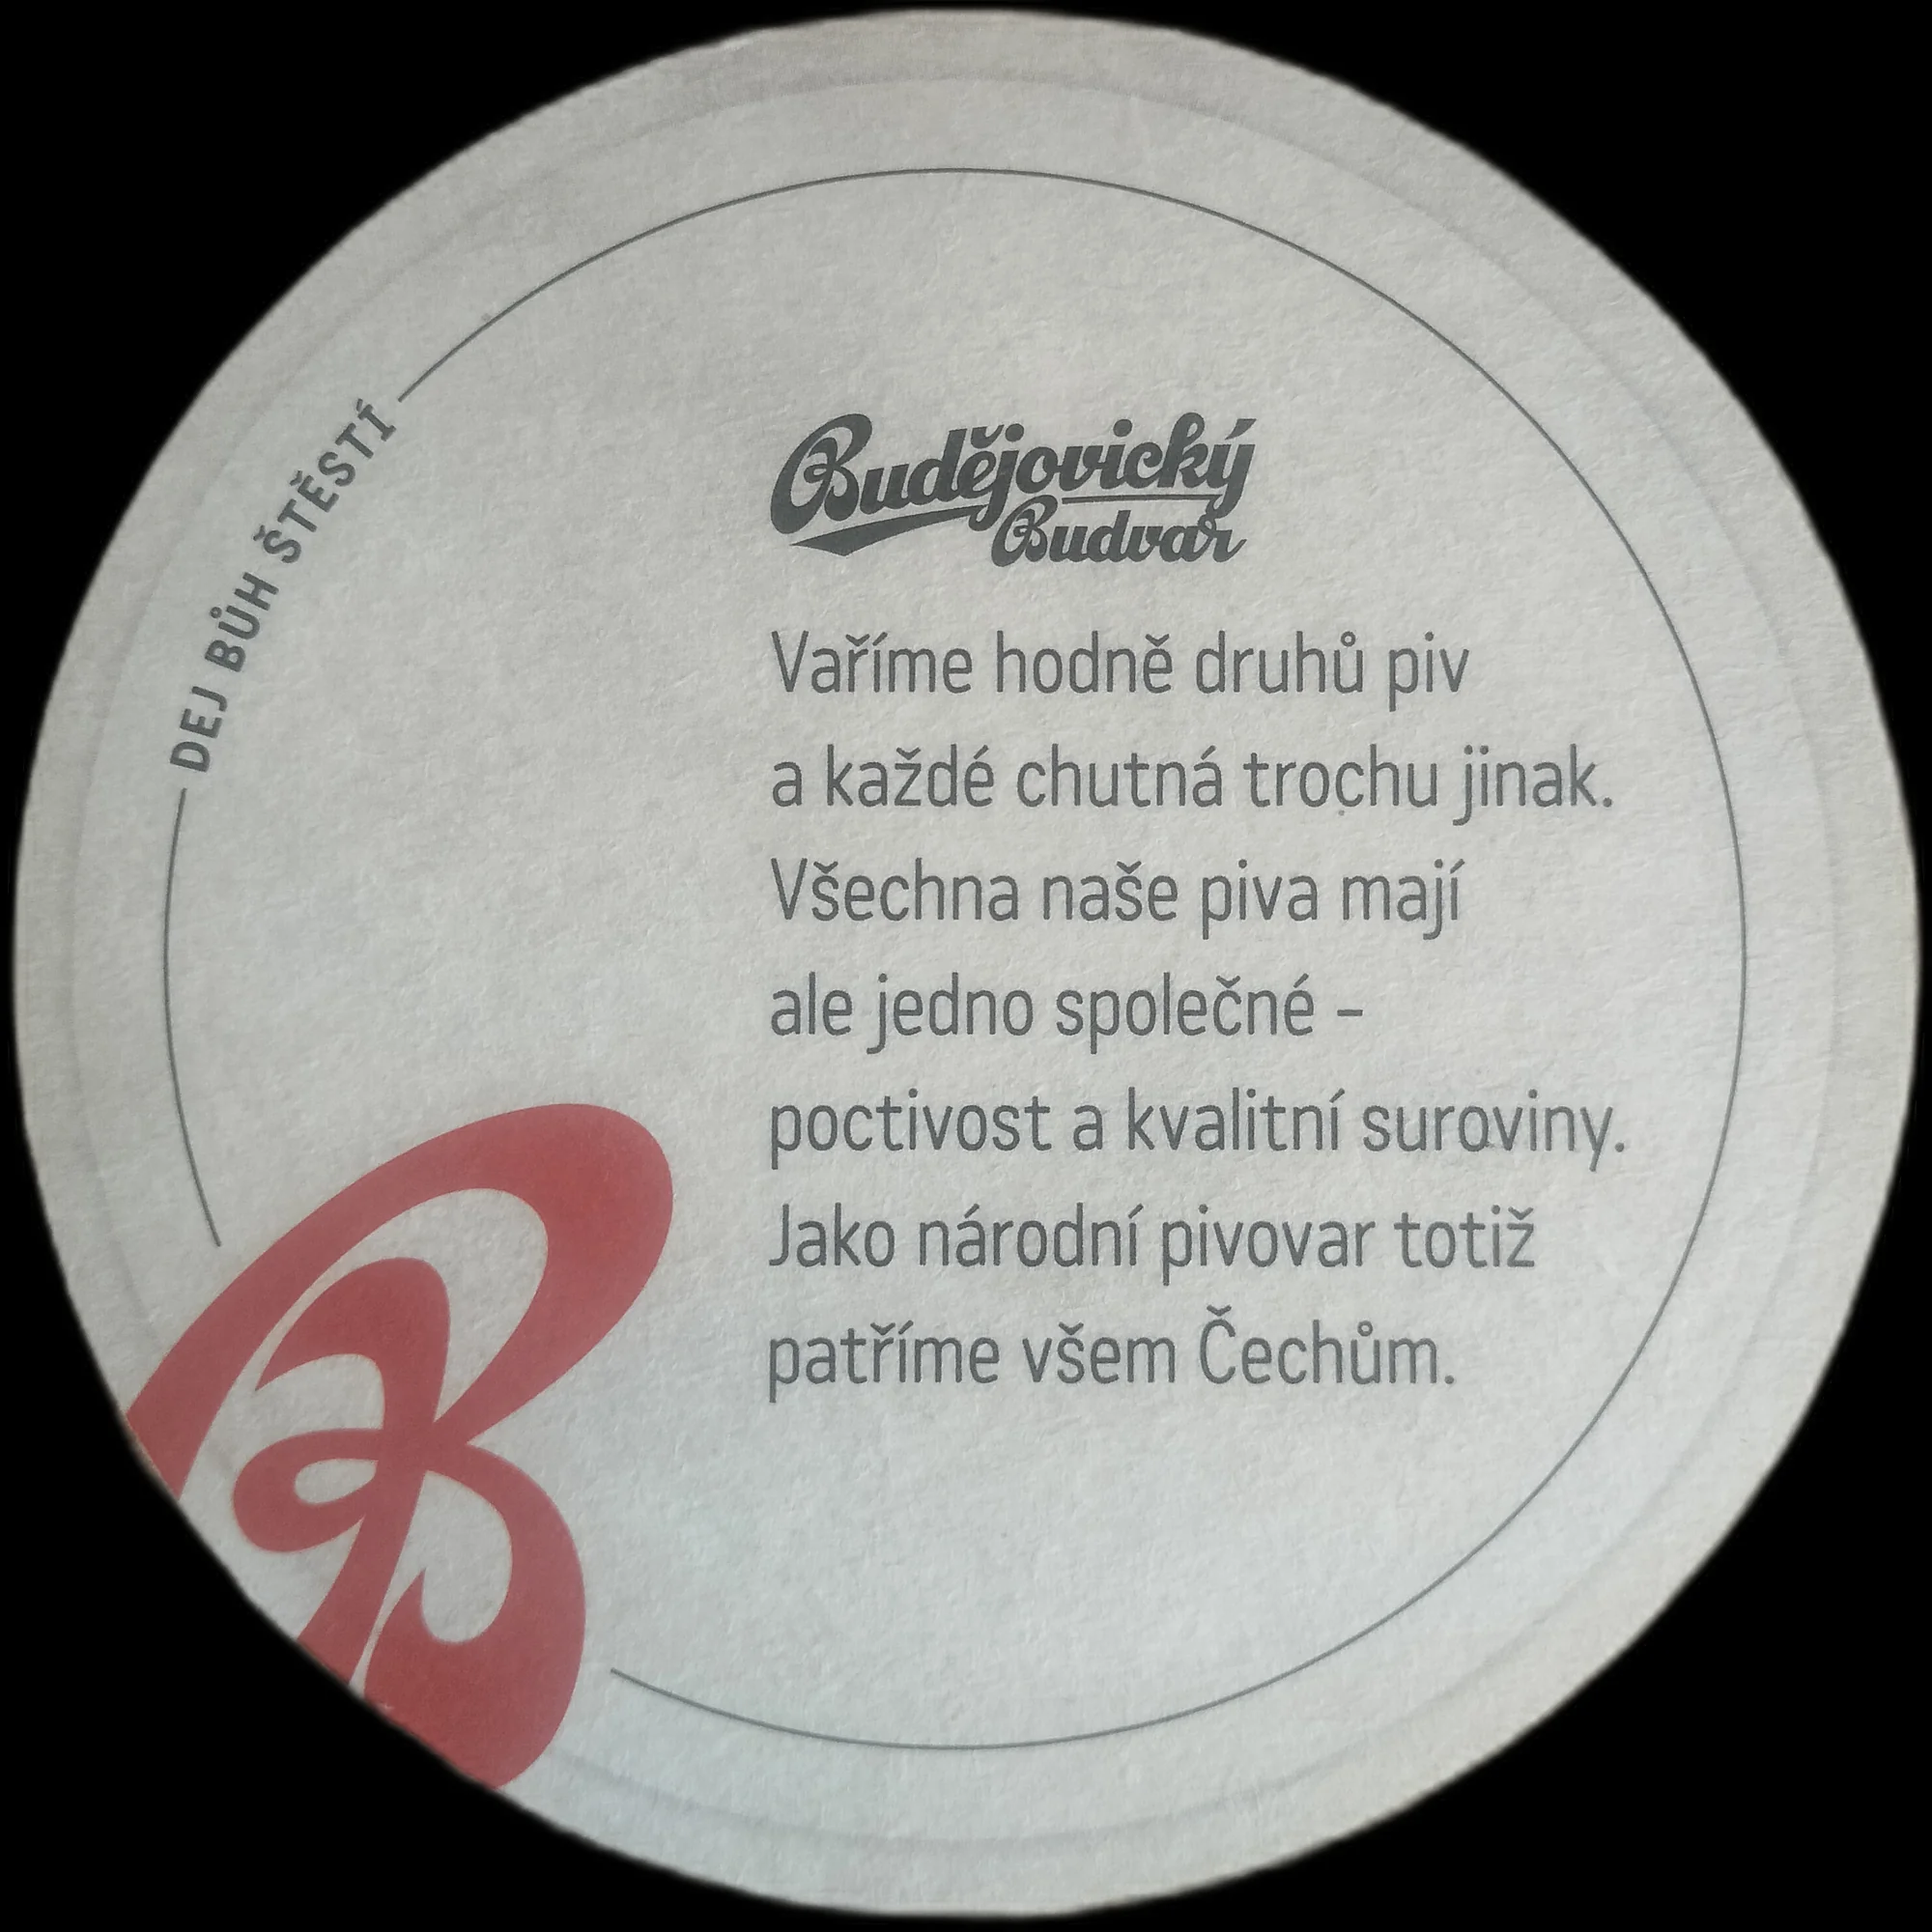 DEJ BŮH ŠTĚSTÍ
Budějovický
Budvar
Vaříme hodně druhů piv
a každé chutná trochu jinak.
Všechna naše piva mají
ale jedno společné –
poctivost a kvalitní suroviny.
Jako národní pivovar totiž
patříme všem Čechům.
B